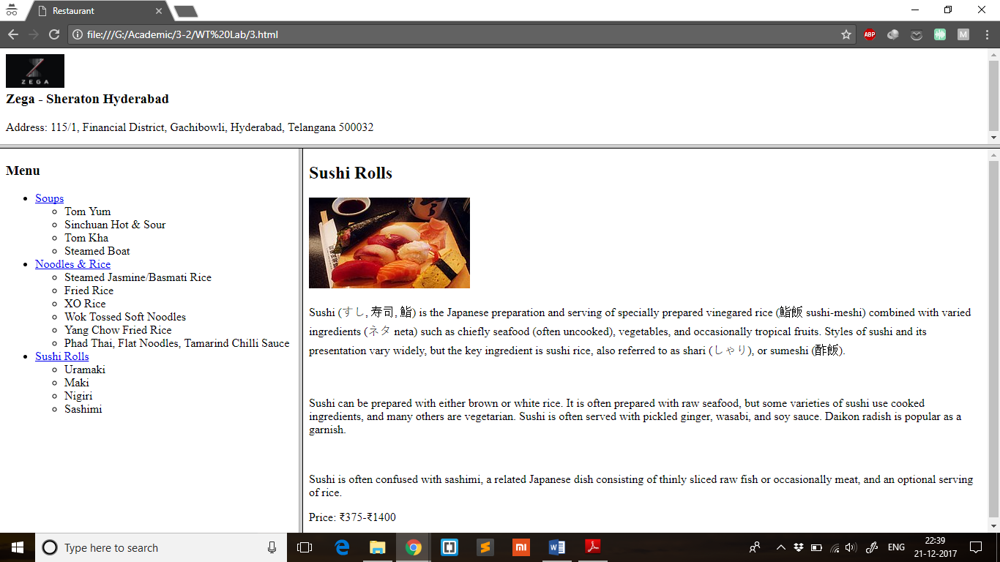 Restaurant
file:///G:/Academic/3-2/WT%20Lab/3.html
ABP
M
ZEGA
Zega - Sheraton Hyderabad
Address: 115/1, Financial District, Gachibowli, Hyderabad, Telangana 500032
Menu
Soups
Tom Yum
Sinchuan Hot & Sour
Tom Kha
Steamed Boat
Noodles & Rice
Steamed Jasmine/Basmati Rice
Fried Rice
XO Rice
Wok Tossed Soft Noodles
Yang Chow Fried Rice
Phad Thai, Flat Noodles, Tamarind Chilli Sauce
Sushi Rolls
Uramaki
Maki
Nigiri
Sashimi
Sushi Rolls
Sushi (すし, 寿司, 鮨) is the Japanese preparation and serving of specially prepared vinegared rice (鮨飯 sushi-meshi) combined with varied
ingredients (ネタ neta) such as chiefly seafood (often uncooked), vegetables, and occasionally tropical fruits. Styles of sushi and its
presentation vary widely, but the key ingredient is sushi rice, also referred to as shari (しゃり), or sumeshi (酢飯).
Sushi can be prepared with either brown or white rice. It is often prepared with raw seafood, but some varieties of sushi use cooked
ingredients, and many others are vegetarian. Sushi is often served with pickled ginger, wasabi, and soy sauce. Daikon radish is popular as a
garnish.
Sushi is often confused with sashimi, a related Japanese dish consisting of thinly sliced raw fish or occasionally meat, and an optional serving
of rice.
Price: ₹375-₹1400
Type here to search
ENG
22:39
21-12-2017